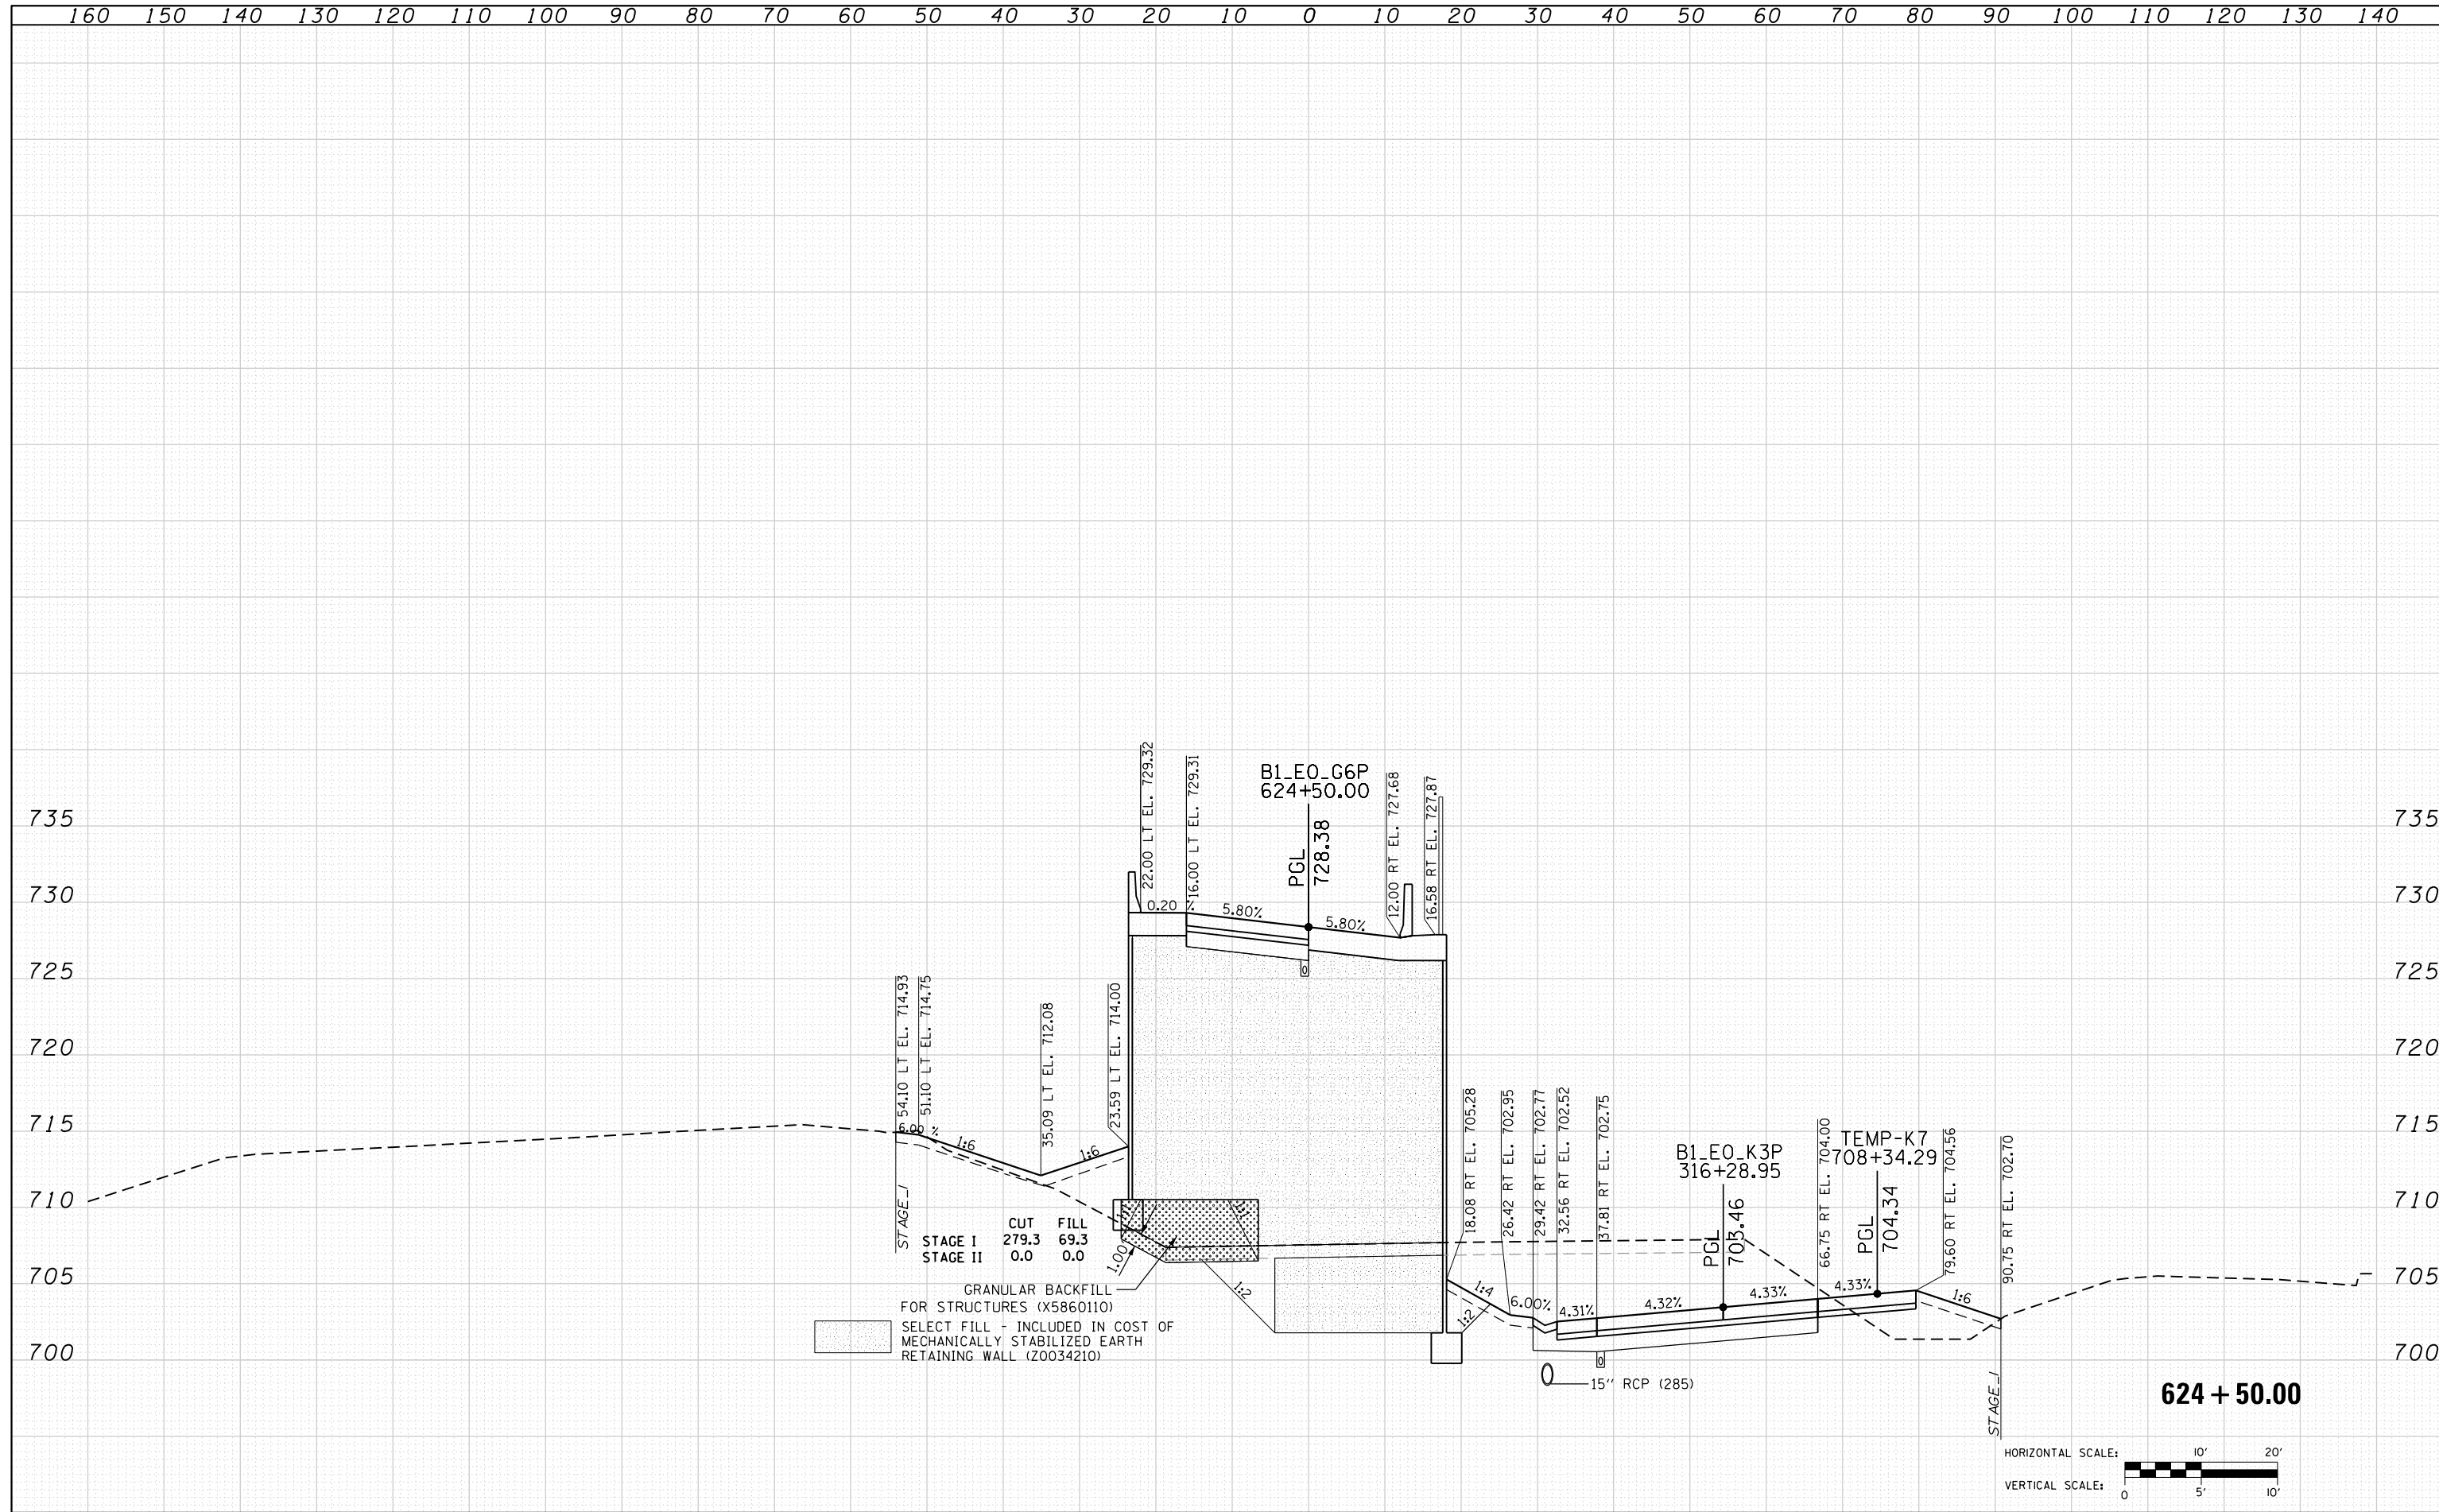 160 150 140 130 120 110 100 90 80 70 60 50 40 30 20 10 0 10 20 30 40 50 60 70 80 90 100 110 120 130 140
735 735
730 730
725 725
720 720
715 715
710 710
705 705
700 700
22.00 LT EL. 729.32
16.00 LT EL. 729.31
B1_EO_G6P
624+50.00
PGL
728.38
12.00 RT EL. 727.68
16.58 RT EL. 727.87
0.20 %
5.80%
5.80%
54.10 LT EL. 714.93
51.10 LT EL. 714.75
35.09 LT EL. 712.08
23.59 LT EL. 714.00
6.00 %
1:6
1:6
STAGE_I
CUT FILL
STAGE I 279.3 69.3
STAGE II 0.0 0.0
1.00
1:2
GRANULAR BACKFILL
FOR STRUCTURES (X5860110)
SELECT FILL - INCLUDED IN COST OF
MECHANICALLY STABILIZED EARTH
RETAINING WALL (Z0034210)
18.08 RT EL. 705.28
26.42 RT EL. 702.95
29.42 RT EL. 702.77
32.56 RT EL. 702.52
37.81 RT EL. 702.75
B1_EO_K3P
316+28.95
PGL
703.46
66.75 RT EL. 704.00
TEMP-K7
708+34.29
PGL
704.34
79.60 RT EL. 704.56
90.75 RT EL. 702.70
1:4
1:2
6.00%
4.31%
4.32%
4.33%
4.33%
1:6
15'' RCP (285)
STAGE_I
624+50.00
HORIZONTAL SCALE: 10' 20'
VERTICAL SCALE: 0 5' 10'